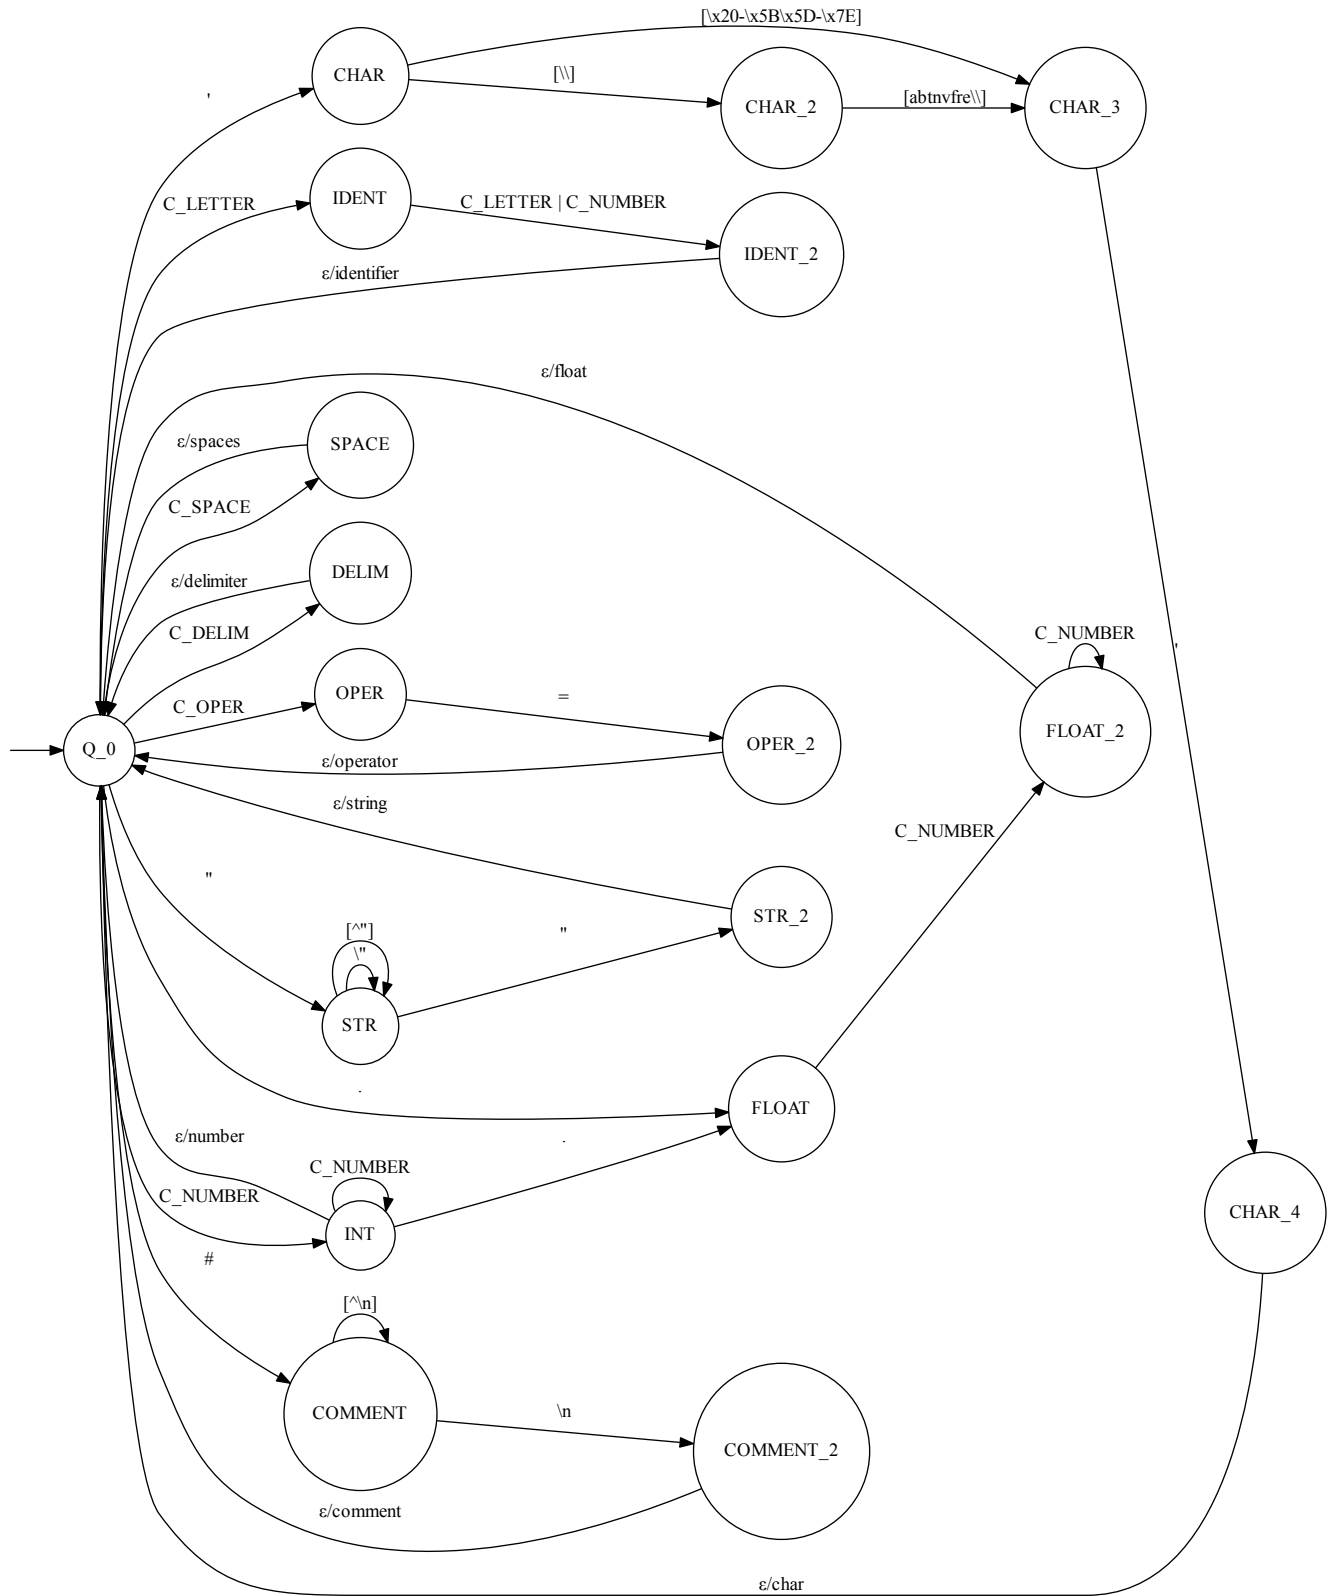 [\x20-\x5B\x5D-\x7E]
CHAR
[\\]
CHAR_2
[abtnvfre\\]
CHAR_3
'
C_LETTER
IDENT
C_LETTER | C_NUMBER
IDENT_2
ε/identifier
ε/float
ε/spaces
SPACE
C_SPACE
ε/delimiter
DELIM
C_DELIM
C_NUMBER
'
C_OPER
OPER
=
OPER_2
FLOAT_2
Q_0
ε/operator
ε/string
C_NUMBER
"
[^"]
\"
STR
"
STR_2
.
FLOAT
ε/number
.
C_NUMBER
C_NUMBER
INT
CHAR_4
#
[^\n]
COMMENT
\n
COMMENT_2
ε/comment
ε/char